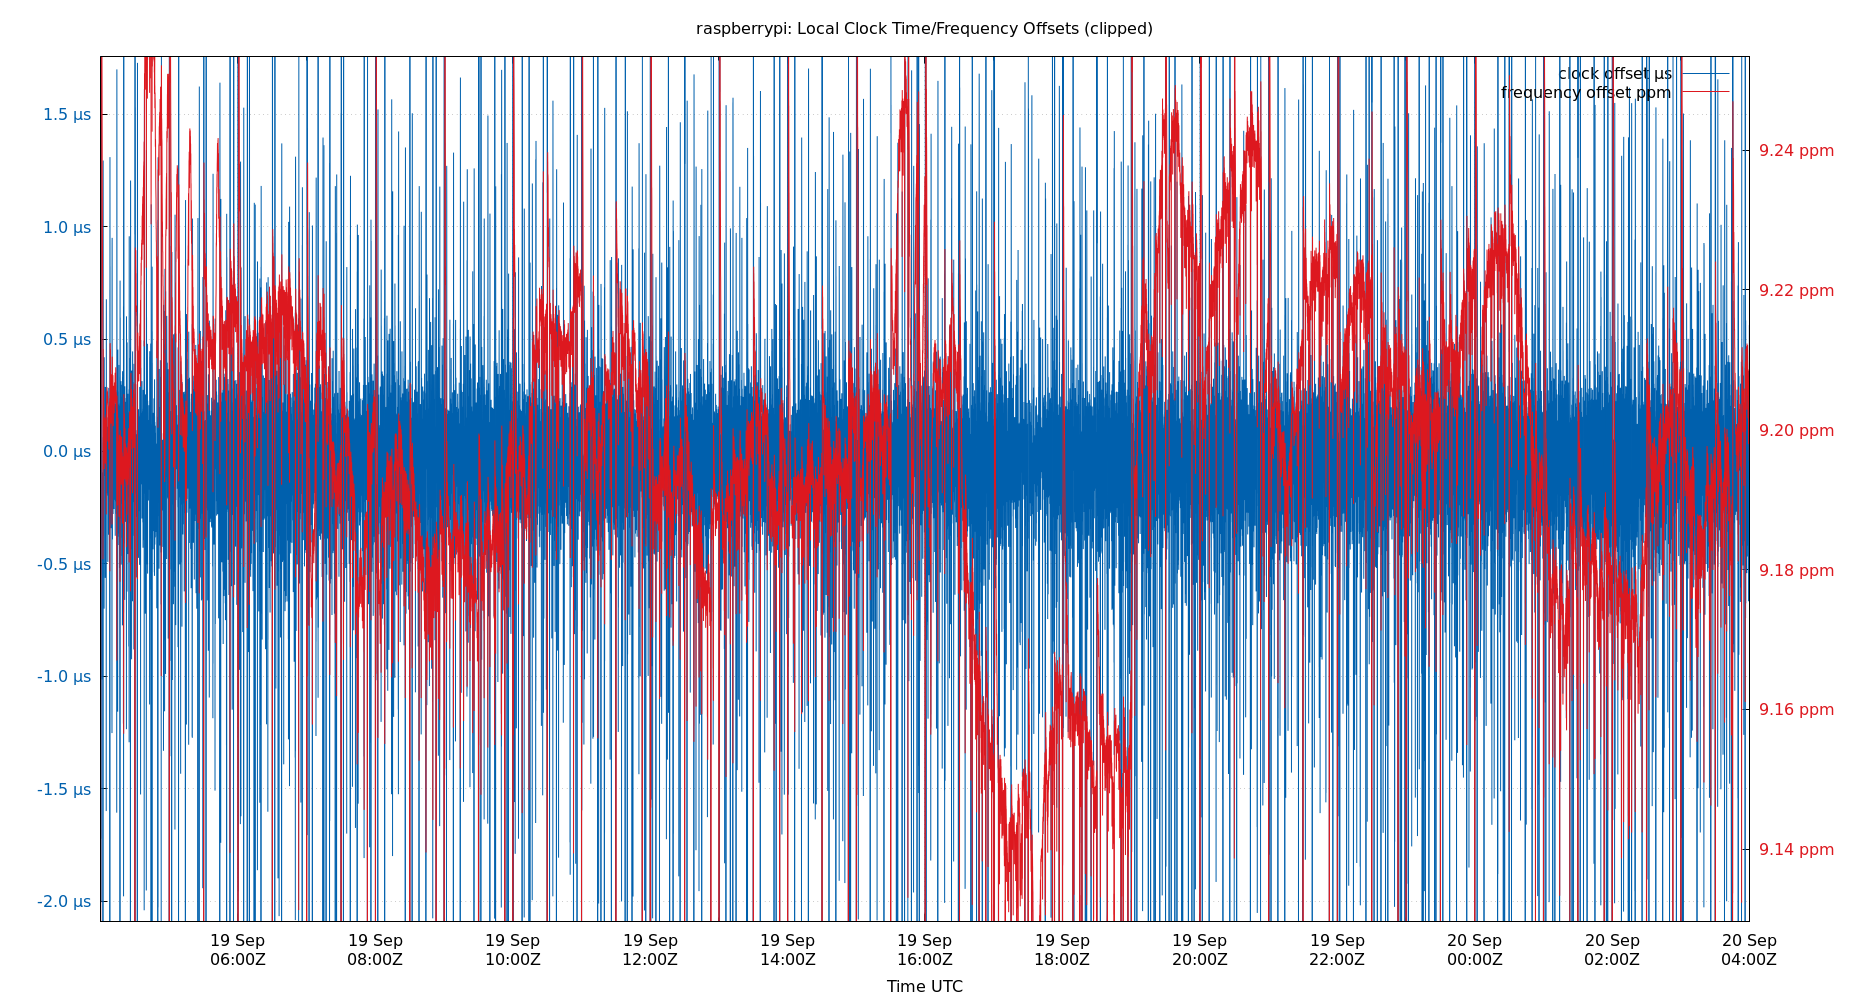 raspberrypi: Local Clock Time/Frequency Offsets (clipped)
clock offset µs
frequency offset ppm
1.5 µs
1.0 µs
0.5 µs
0.0 µs
-0.5 µs
-1.0 µs
-1.5 µs
-2.0 µs
9.24 ppm
9.22 ppm
9.20 ppm
9.18 ppm
9.16 ppm
9.14 ppm
19 Sep
06:00Z
19 Sep
08:00Z
19 Sep
10:00Z
19 Sep
12:00Z
19 Sep
14:00Z
19 Sep
16:00Z
19 Sep
18:00Z
19 Sep
20:00Z
19 Sep
22:00Z
20 Sep
00:00Z
20 Sep
02:00Z
20 Sep
04:00Z
Time UTC